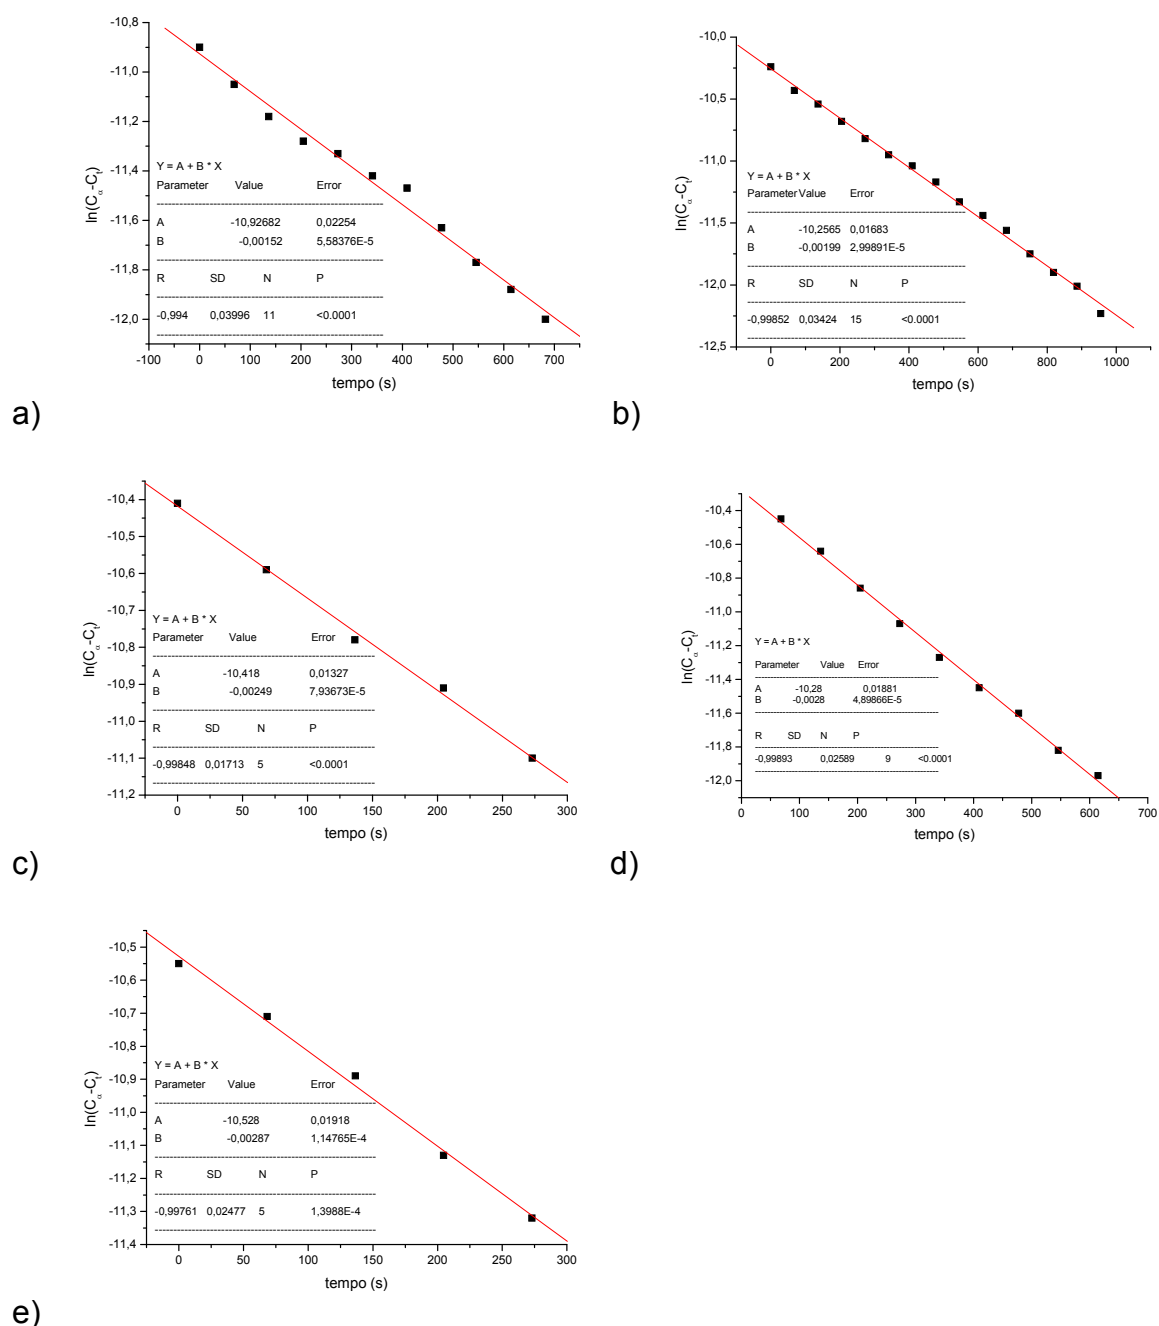 -10,8
-11,0
-11,2
-11,4
-11,6
-11,8
-12,0
ln(Cα-Ct)
Y = A + B * X
Parameter Value Error
------------------------------------------------------------
A -10,92682 0,02254
B -0,00152 5,58376E-5
------------------------------------------------------------
R SD N P
------------------------------------------------------------
-0,994 0,03996 11 <0.0001
------------------------------------------------------------
-100 0 100 200 300 400 500 600 700
tempo (s)
a)
-10,0
-10,5
-11,0
-11,5
-12,0
-12,5
ln(Cα-Ct)
Y = A + B * X
Parameter Value Error
------------------------------------------------------------
A -10,2565 0,01683
B -0,00199 2,99891E-5
------------------------------------------------------------
R SD N P
------------------------------------------------------------
-0,99852 0,03424 15 <0.0001
------------------------------------------------------------
0 200 400 600 800 1000
tempo (s)
b)
-10,4
-10,5
-10,6
-10,7
-10,8
-10,9
-11,0
-11,1
-11,2
ln(Cα-Ct)
Y = A + B * X
Parameter Value Error
------------------------------------------------------------
A -10,418 0,01327
B -0,00249 7,93673E-5
------------------------------------------------------------
R SD N P
------------------------------------------------------------
-0,99848 0,01713 5 <0.0001
------------------------------------------------------------
0 50 100 150 200 250 300
tempo (s)
c)
-10,4
-10,6
-10,8
-11,0
-11,2
-11,4
-11,6
-11,8
-12,0
ln(Cα-Ct)
Y = A + B * X
Parameter Value Error
------------------------------------------------------------
A -10,28 0,01881
B -0,0028 4,89866E-5
------------------------------------------------------------
R SD N P
------------------------------------------------------------
-0,99893 0,02589 9 <0.0001
------------------------------------------------------------
0 100 200 300 400 500 600 700
tempo (s)
d)
-10,5
-10,6
-10,7
-10,8
-10,9
-11,0
-11,1
-11,2
-11,3
-11,4
ln(Cα-Ct)
Y = A + B * X
Parameter Value Error
------------------------------------------------------------
A -10,528 0,01918
B -0,00287 1,14765E-4
------------------------------------------------------------
R SD N P
------------------------------------------------------------
-0,99761 0,02477 5 1,3988E-4
------------------------------------------------------------
0 50 100 150 200 250 300
tempo (s)
e)